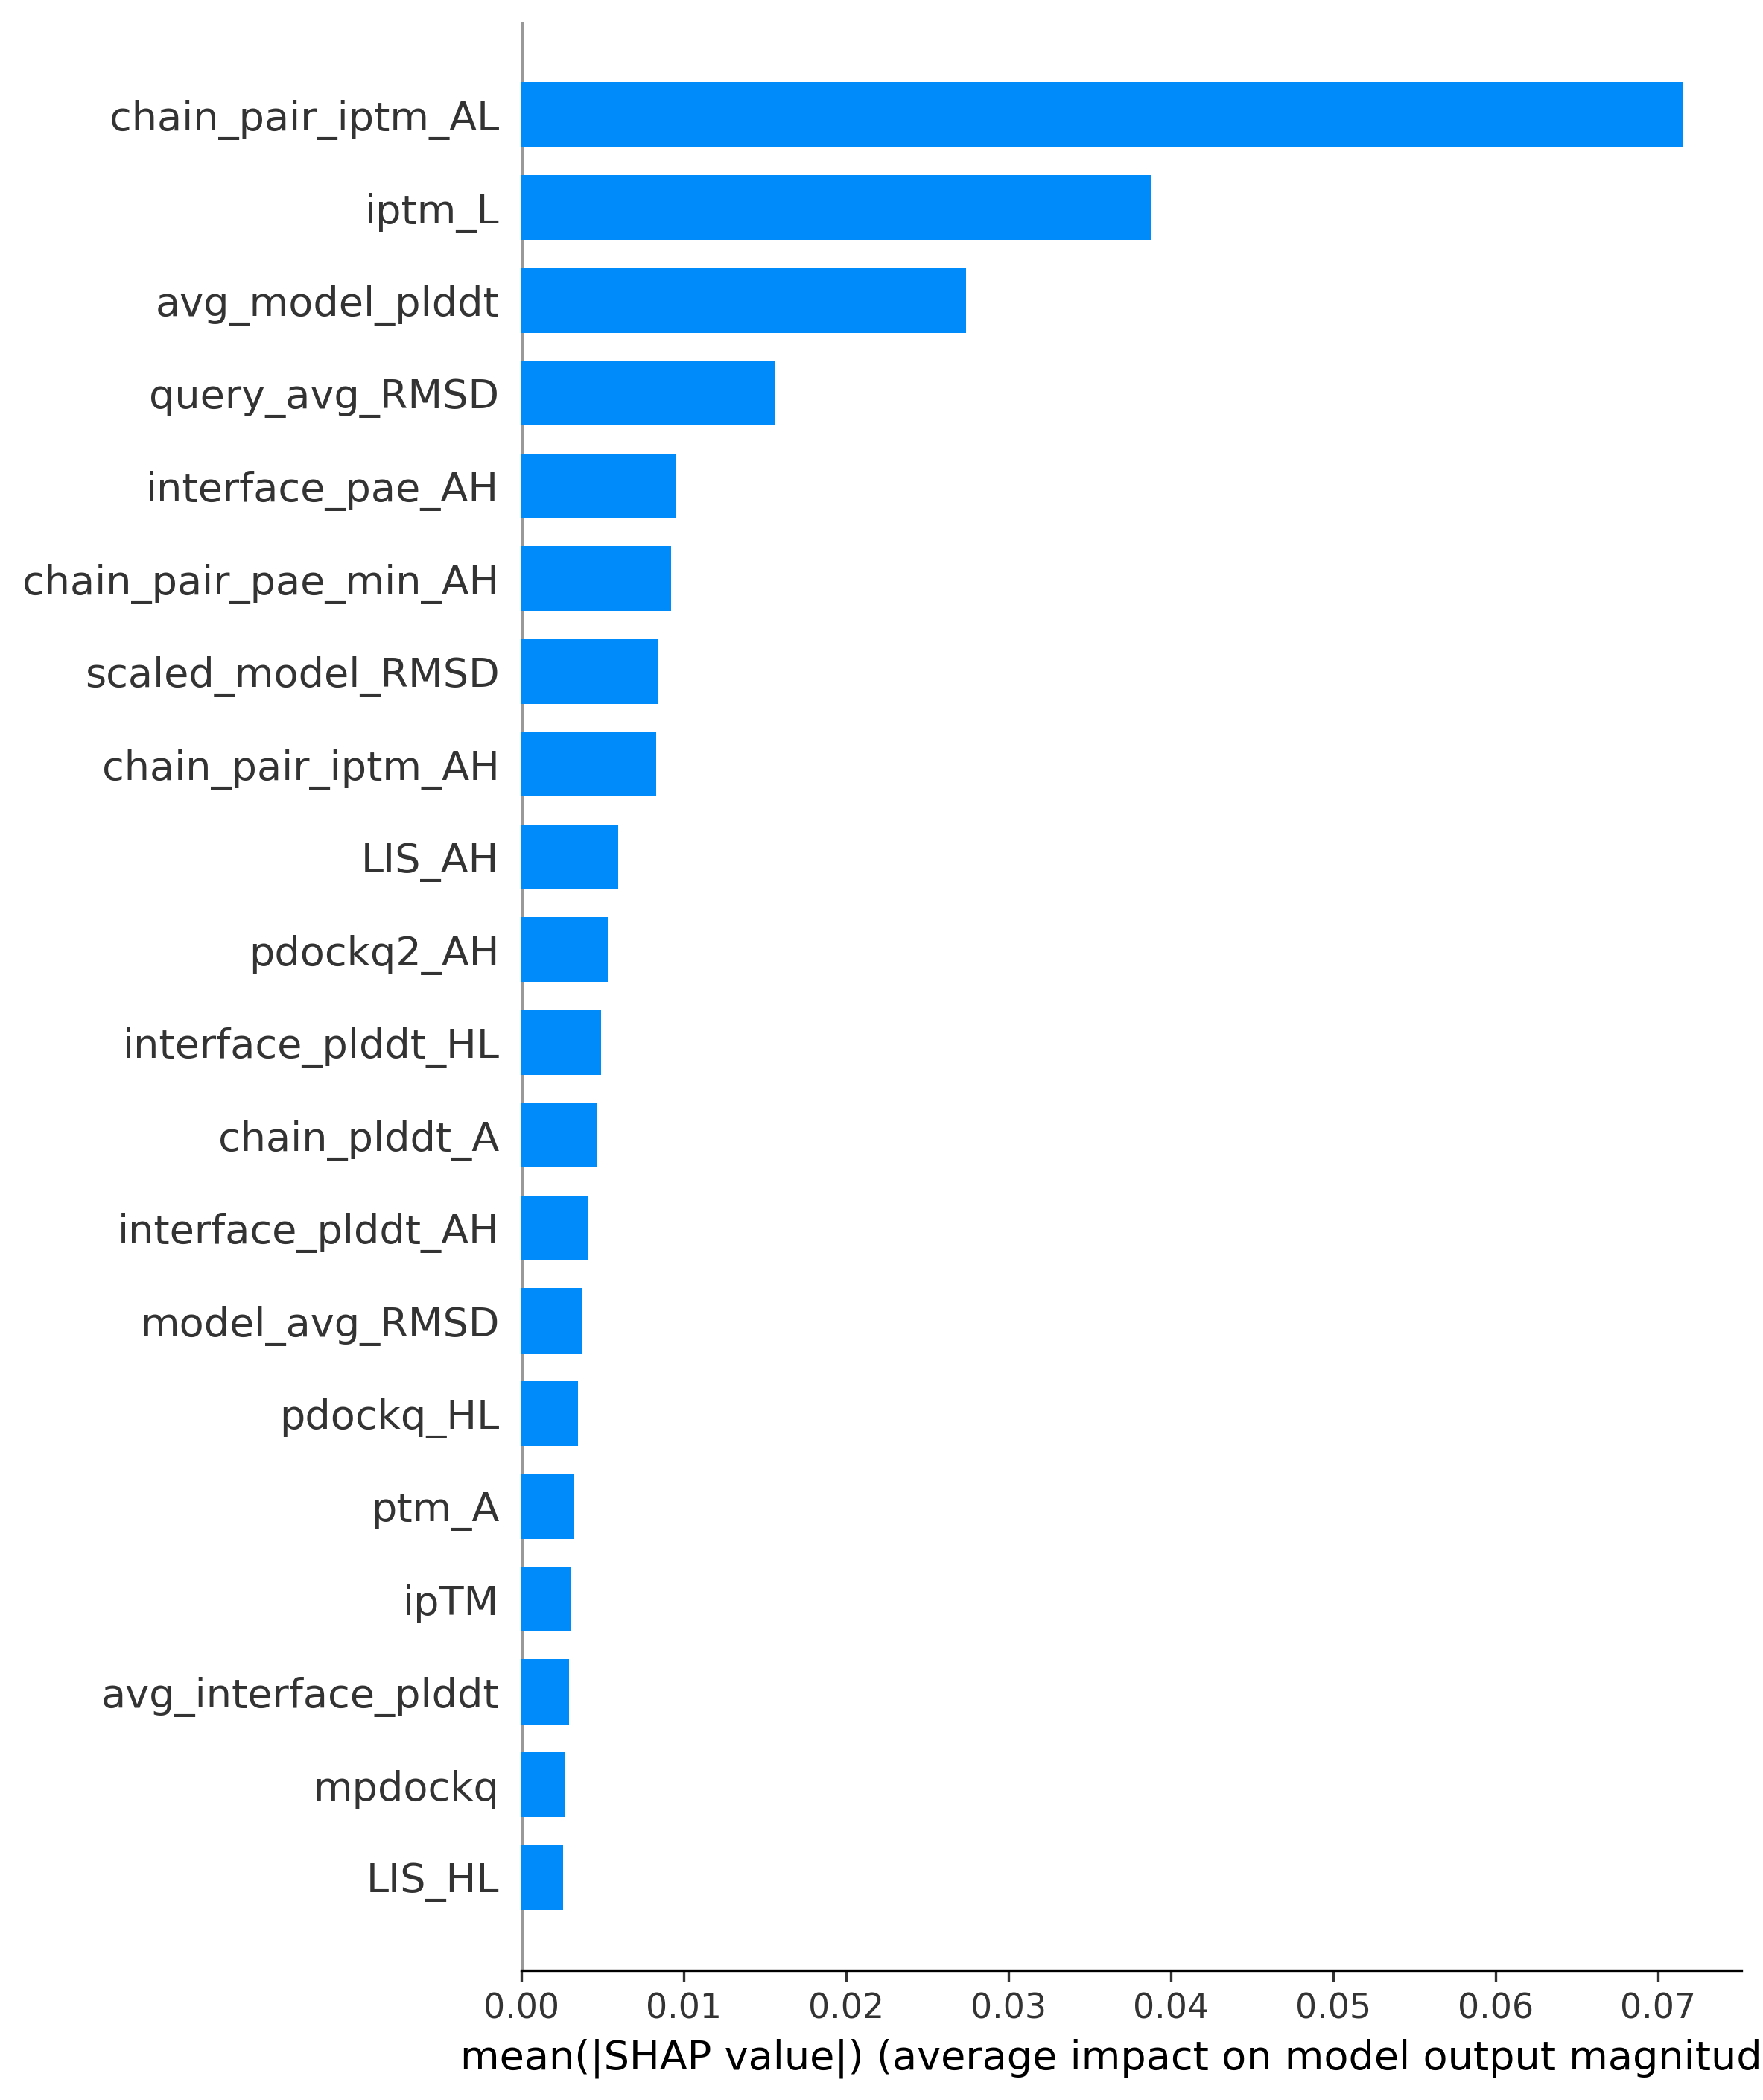 chain_pair_iptm_AL
iptm_L
avg_model_plddt
query_avg_RMSD
interface_pae_AH
chain_pair_pae_min_AH
scaled_model_RMSD
chain_pair_iptm_AH
LIS_AH
pdockq2_AH
interface_plddt_HL
chain_plddt_A
interface_plddt_AH
model_avg_RMSD
pdockq_HL
ptm_A
ipTM
avg_interface_plddt
mpdockq
LIS_HL
0.00 0.01 0.02 0.03 0.04 0.05 0.06 0.07
mean(|SHAP value|) (average impact on model output magnitud